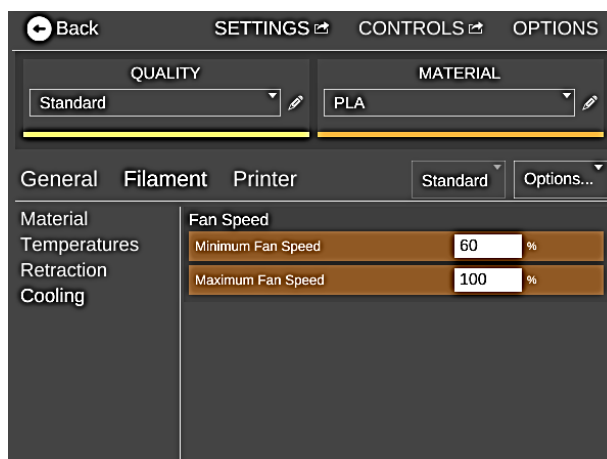 Back SETTINGS CONTROLS OPTIONS
QUALITY MATERIAL
Standard PLA
General Filament Printer Standard Options...
Material
Temperatures
Retraction
Cooling
Fan Speed
Minimum Fan Speed 60 %
Maximum Fan Speed 100 %